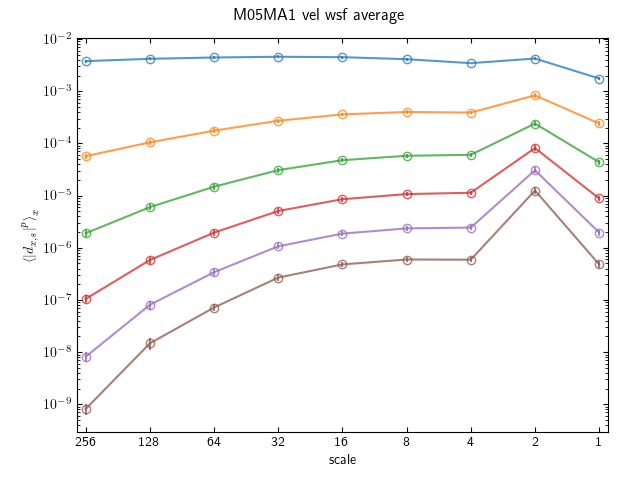 M05MA1 vel wsf average
10⁻²
10⁻³
10⁻⁴
10⁻⁵
10⁻⁶
10⁻⁷
10⁻⁸
10⁻⁹
⟨|d_{x,s}|^p⟩_x
256 128 64 32 16 8 4 2 1
scale